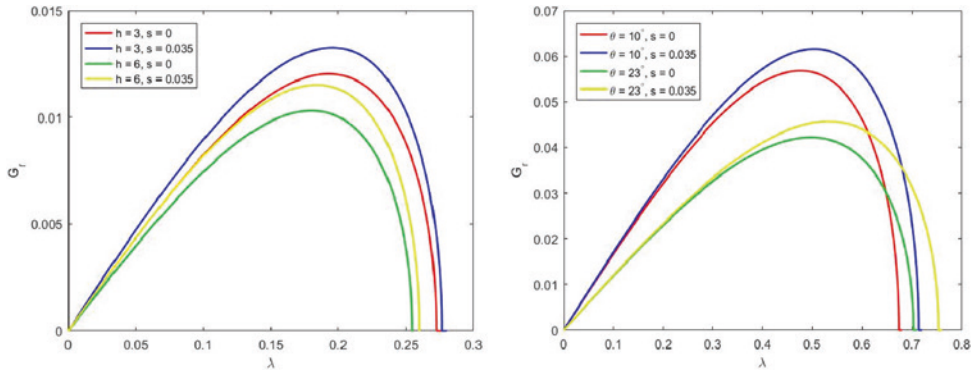 0.015
0.01
0.005
0
G_r
h = 3, s = 0
h = 3, s = 0.035
h = 6, s = 0
h = 6, s = 0.035
0 0.05 0.1 0.15 0.2 0.25 0.3
λ
0.07
0.06
0.05
0.04
0.03
0.02
0.01
0
G_r
θ = 10°, s = 0
θ = 10°, s = 0.035
θ = 23°, s = 0
θ = 23°, s = 0.035
0 0.1 0.2 0.3 0.4 0.5 0.6 0.7 0.8
λ